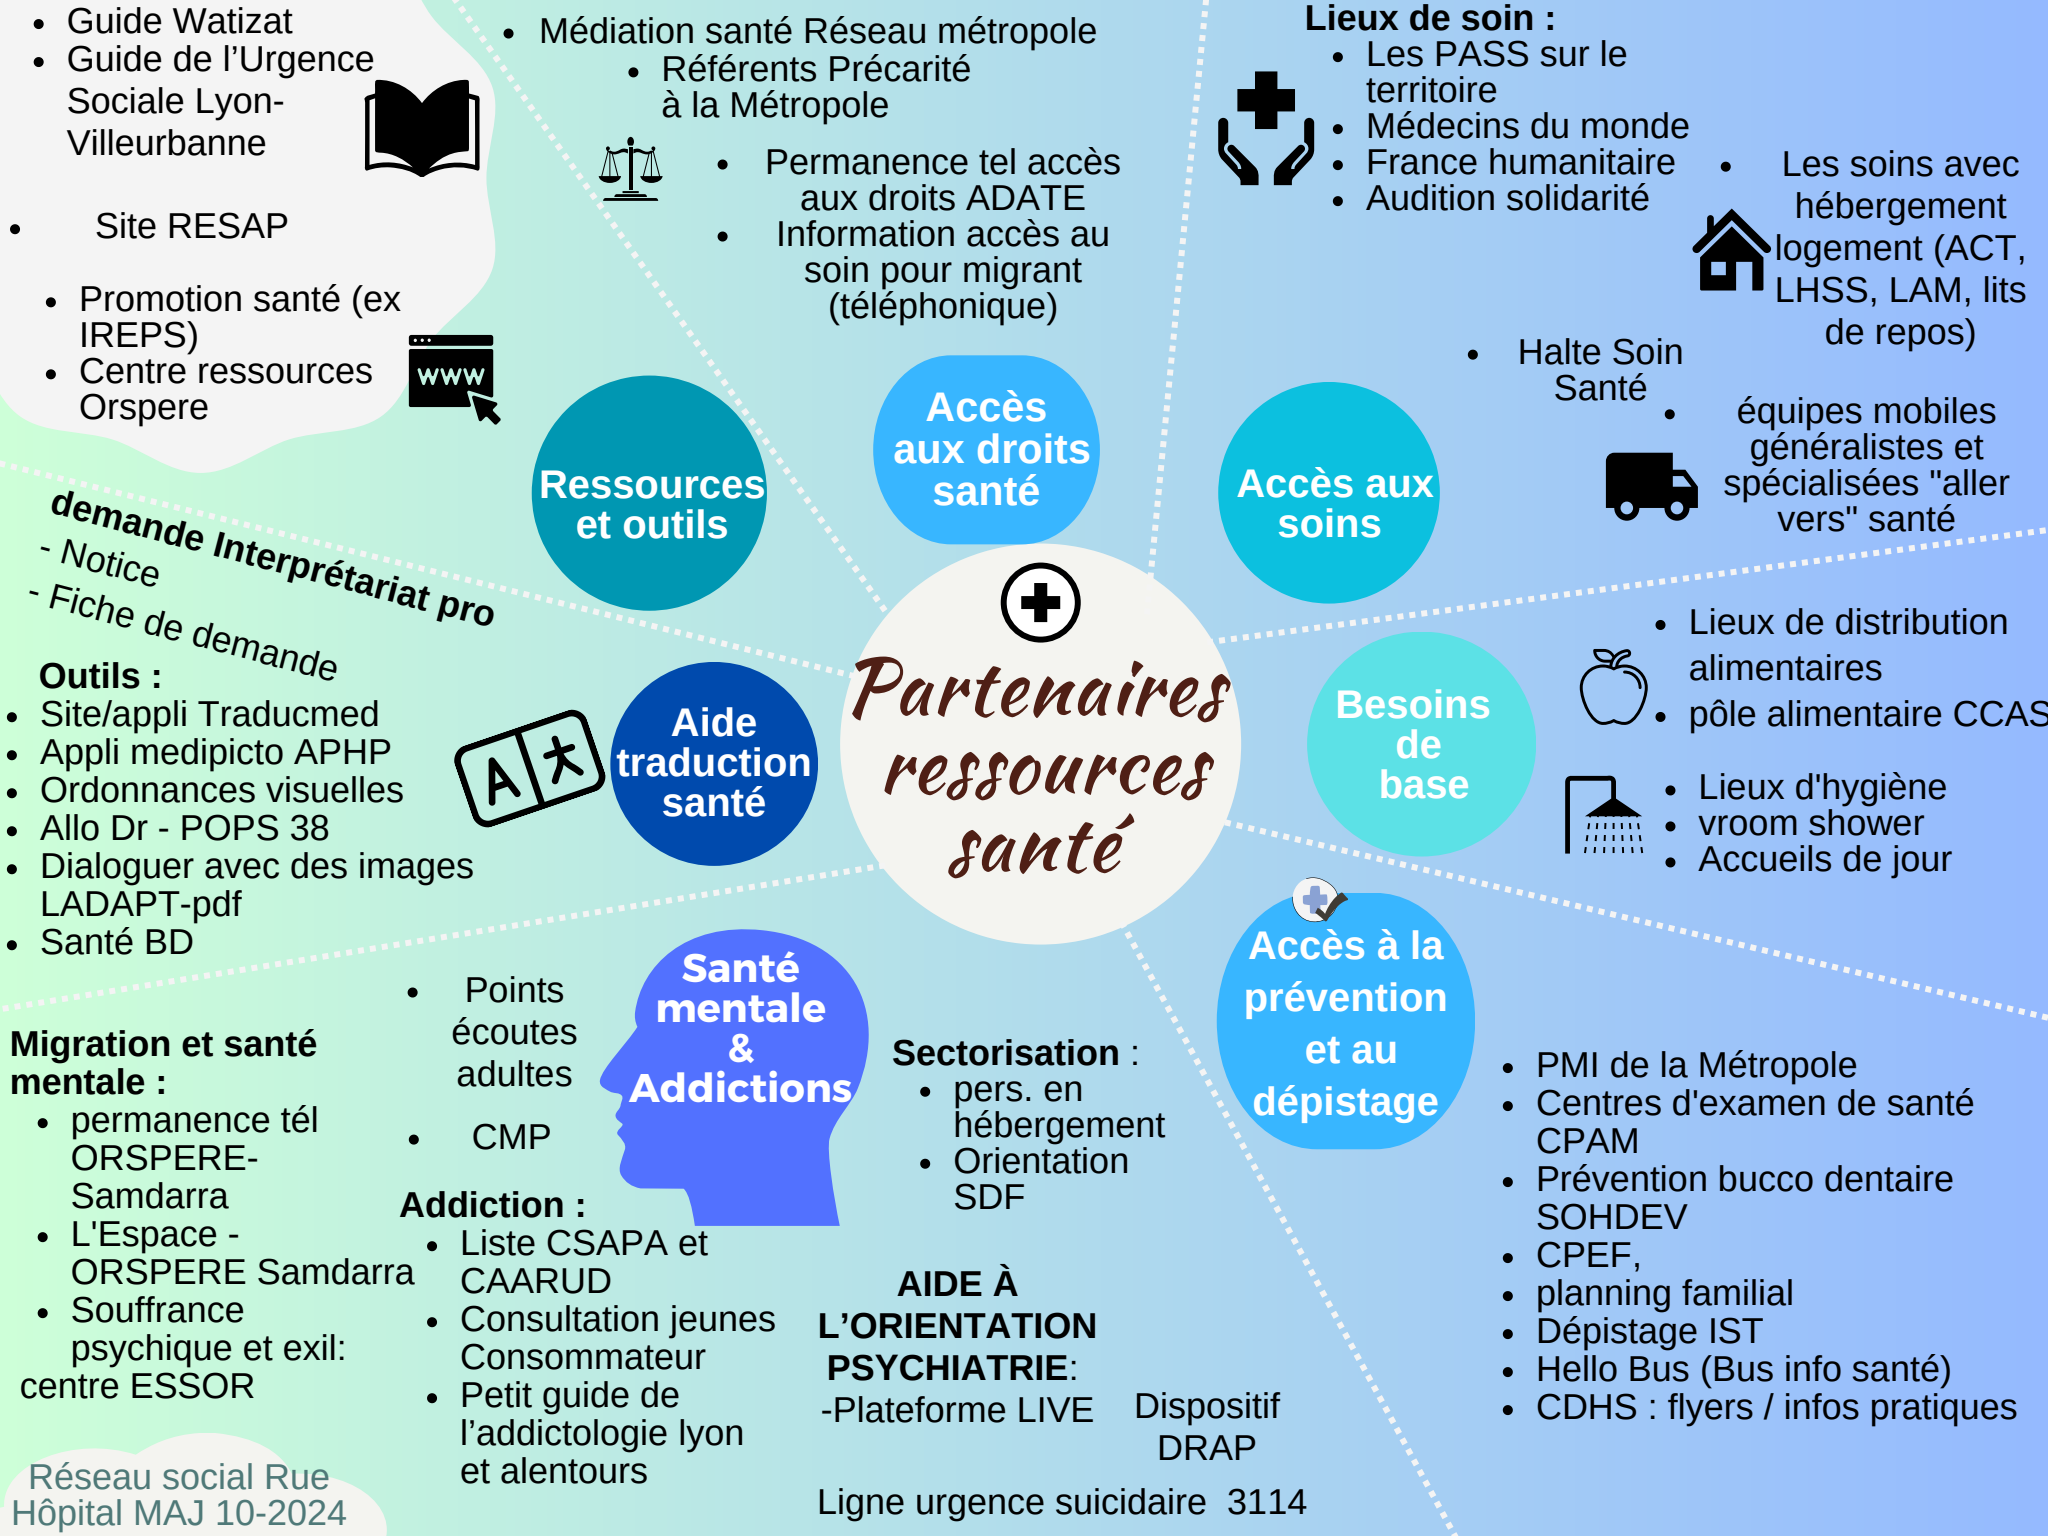 Guide Watizat
Guide de l’Urgence
Sociale Lyon-
Villeurbanne
Site RESAP
Promotion santé (ex
IREPS)
Centre ressources
Orspere
WWW
Ressources
et outils
Médiation santé Réseau métropole
Référents Précarité
à la Métropole
Permanence tel accès
aux droits ADATE
Information accès au
soin pour migrant
(téléphonique)
Accès
aux droits
santé
Lieux de soin :
Les PASS sur le
territoire
Médecins du monde
France humanitaire
Audition solidarité
Les soins avec
hébergement
logement (ACT,
LHSS, LAM, lits
de repos)
Halte Soin
Santé
équipes mobiles
généralistes et
spécialisées "aller
vers" santé
Accès aux
soins
demande Interprétariat pro
- Notice
- Fiche de demande
Outils :
Site/appli Traducmed
Appli medipicto APHP
Ordonnances visuelles
Allo Dr - POPS 38
Dialoguer avec des images
LADAPT-pdf
Santé BD
A
Aide
traduction
santé
Partenaires
ressources
santé
Besoins
de
base
Lieux de distribution
alimentaires
pôle alimentaire CCAS
Lieux d'hygiène
vroom shower
Accueils de jour
Accès à la
prévention
et au
dépistage
PMI de la Métropole
Centres d'examen de santé
CPAM
Prévention bucco dentaire
SOHDEV
CPEF,
planning familial
Dépistage IST
Hello Bus (Bus info santé)
CDHS : flyers / infos pratiques
Santé
mentale
&
Addictions
Migration et santé
mentale :
permanence tél
ORSPERE-
Samdarra
L'Espace -
ORSPERE Samdarra
Souffrance
psychique et exil:
centre ESSOR
Points
écoutes
adultes
CMP
Addiction :
Liste CSAPA et
CAARUD
Consultation jeunes
Consommateur
Petit guide de
l’addictologie lyon
et alentours
Sectorisation :
pers. en
hébergement
Orientation
SDF
AIDE À
L’ORIENTATION
PSYCHIATRIE:
-Plateforme LIVE
Dispositif
DRAP
Ligne urgence suicidaire 3114
Réseau social Rue
Hôpital MAJ 10-2024